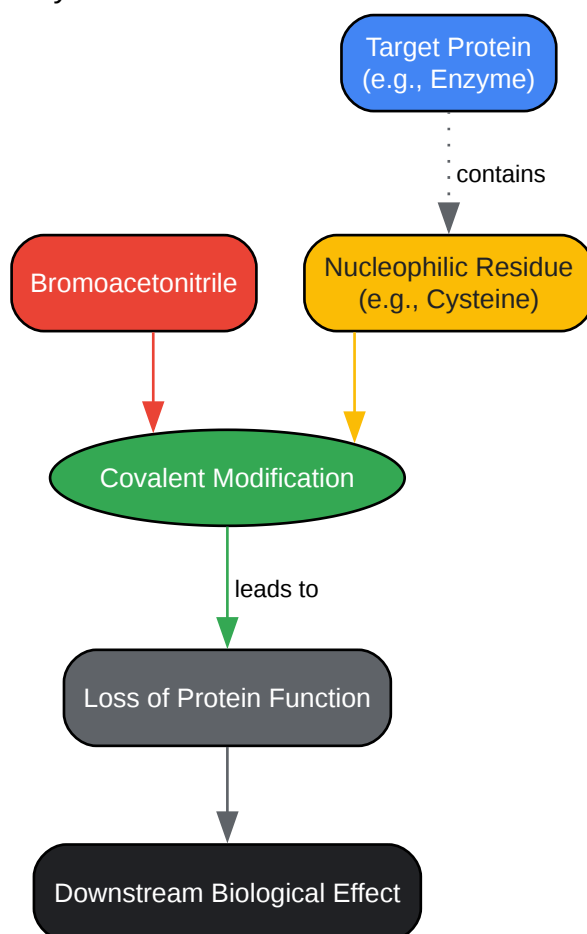 Target Protein
(e.g., Enzyme)
contains
Bromoacetonitrile
Nucleophilic Residue
(e.g., Cysteine)
Covalent Modification
leads to
Loss of Protein Function
Downstream Biological Effect